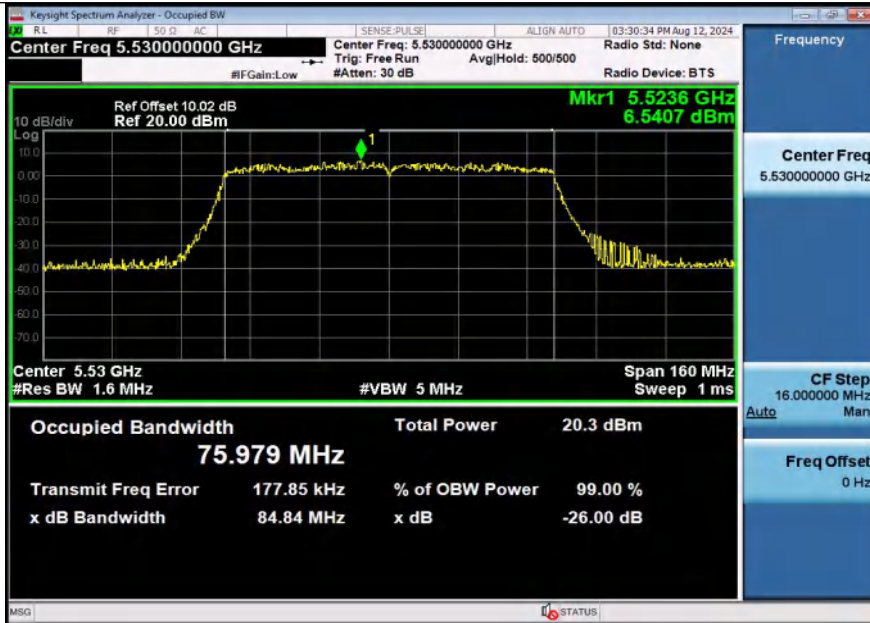 Keysight Spectrum Analyzer - Occupied BW
LXI RL RF 50 Ω AC SENSE:PULSE ALIGN AUTO 03:30:34 PM Aug 12, 2024
Center Freq 5.530000000 GHz
Center Freq: 5.530000000 GHz
Radio Std: None
Trig: Free Run Avg|Hold: 500/500
#IFGain:Low #Atten: 30 dB Radio Device: BTS
Ref Offset 10.02 dB
Mkr1 5.5236 GHz
10 dB/div Ref 20.00 dBm
6.5407 dBm
Log
1
10.0
0.00
-10.0
-20.0
-30.0
-40.0
-50.0
-60.0
-70.0
Center 5.53 GHz Span 160 MHz
#Res BW 1.6 MHz #VBW 5 MHz Sweep 1 ms
Occupied Bandwidth Total Power 20.3 dBm
75.979 MHz
Transmit Freq Error 177.85 kHz % of OBW Power 99.00 %
x dB Bandwidth 84.84 MHz x dB -26.00 dB
MSG STATUS
Frequency
Center Freq
5.530000000 GHz
CF Step
16.000000 MHz
Auto Man
Freq Offset
0 Hz